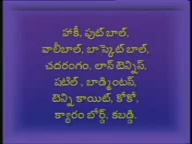 హాకీ, ఫుట్ బాల్,
వాలీబాల్, బాస్కెట్ బాల్,
చదరంగం, లాన్ టెన్నిస్,
షటిల్ , బాడ్మింటన్,
టెన్ని కాయిట్, కోకో,
క్యారం బోర్డ్, కబడ్డి.